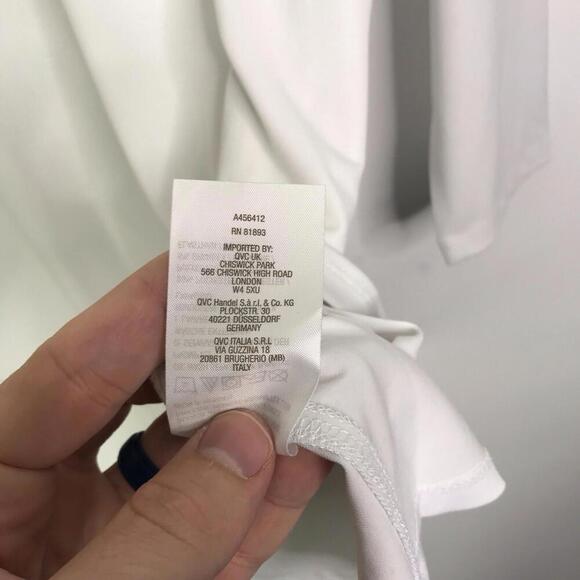 A456412
RN 81893
IMPORTED BY:
QVC UK
CHISWICK PARK
566 CHISWICK HIGH ROAD
LONDON
W4 5XU
QVC Handel S.à r.l. & Co. KG
PLOCKSTR. 30
40221 DÜSSELDORF
GERMANY
QVC ITALIA S.R.L
VIA GUZZINA 18
20861 BRUGHERIO (MB)
ITALY